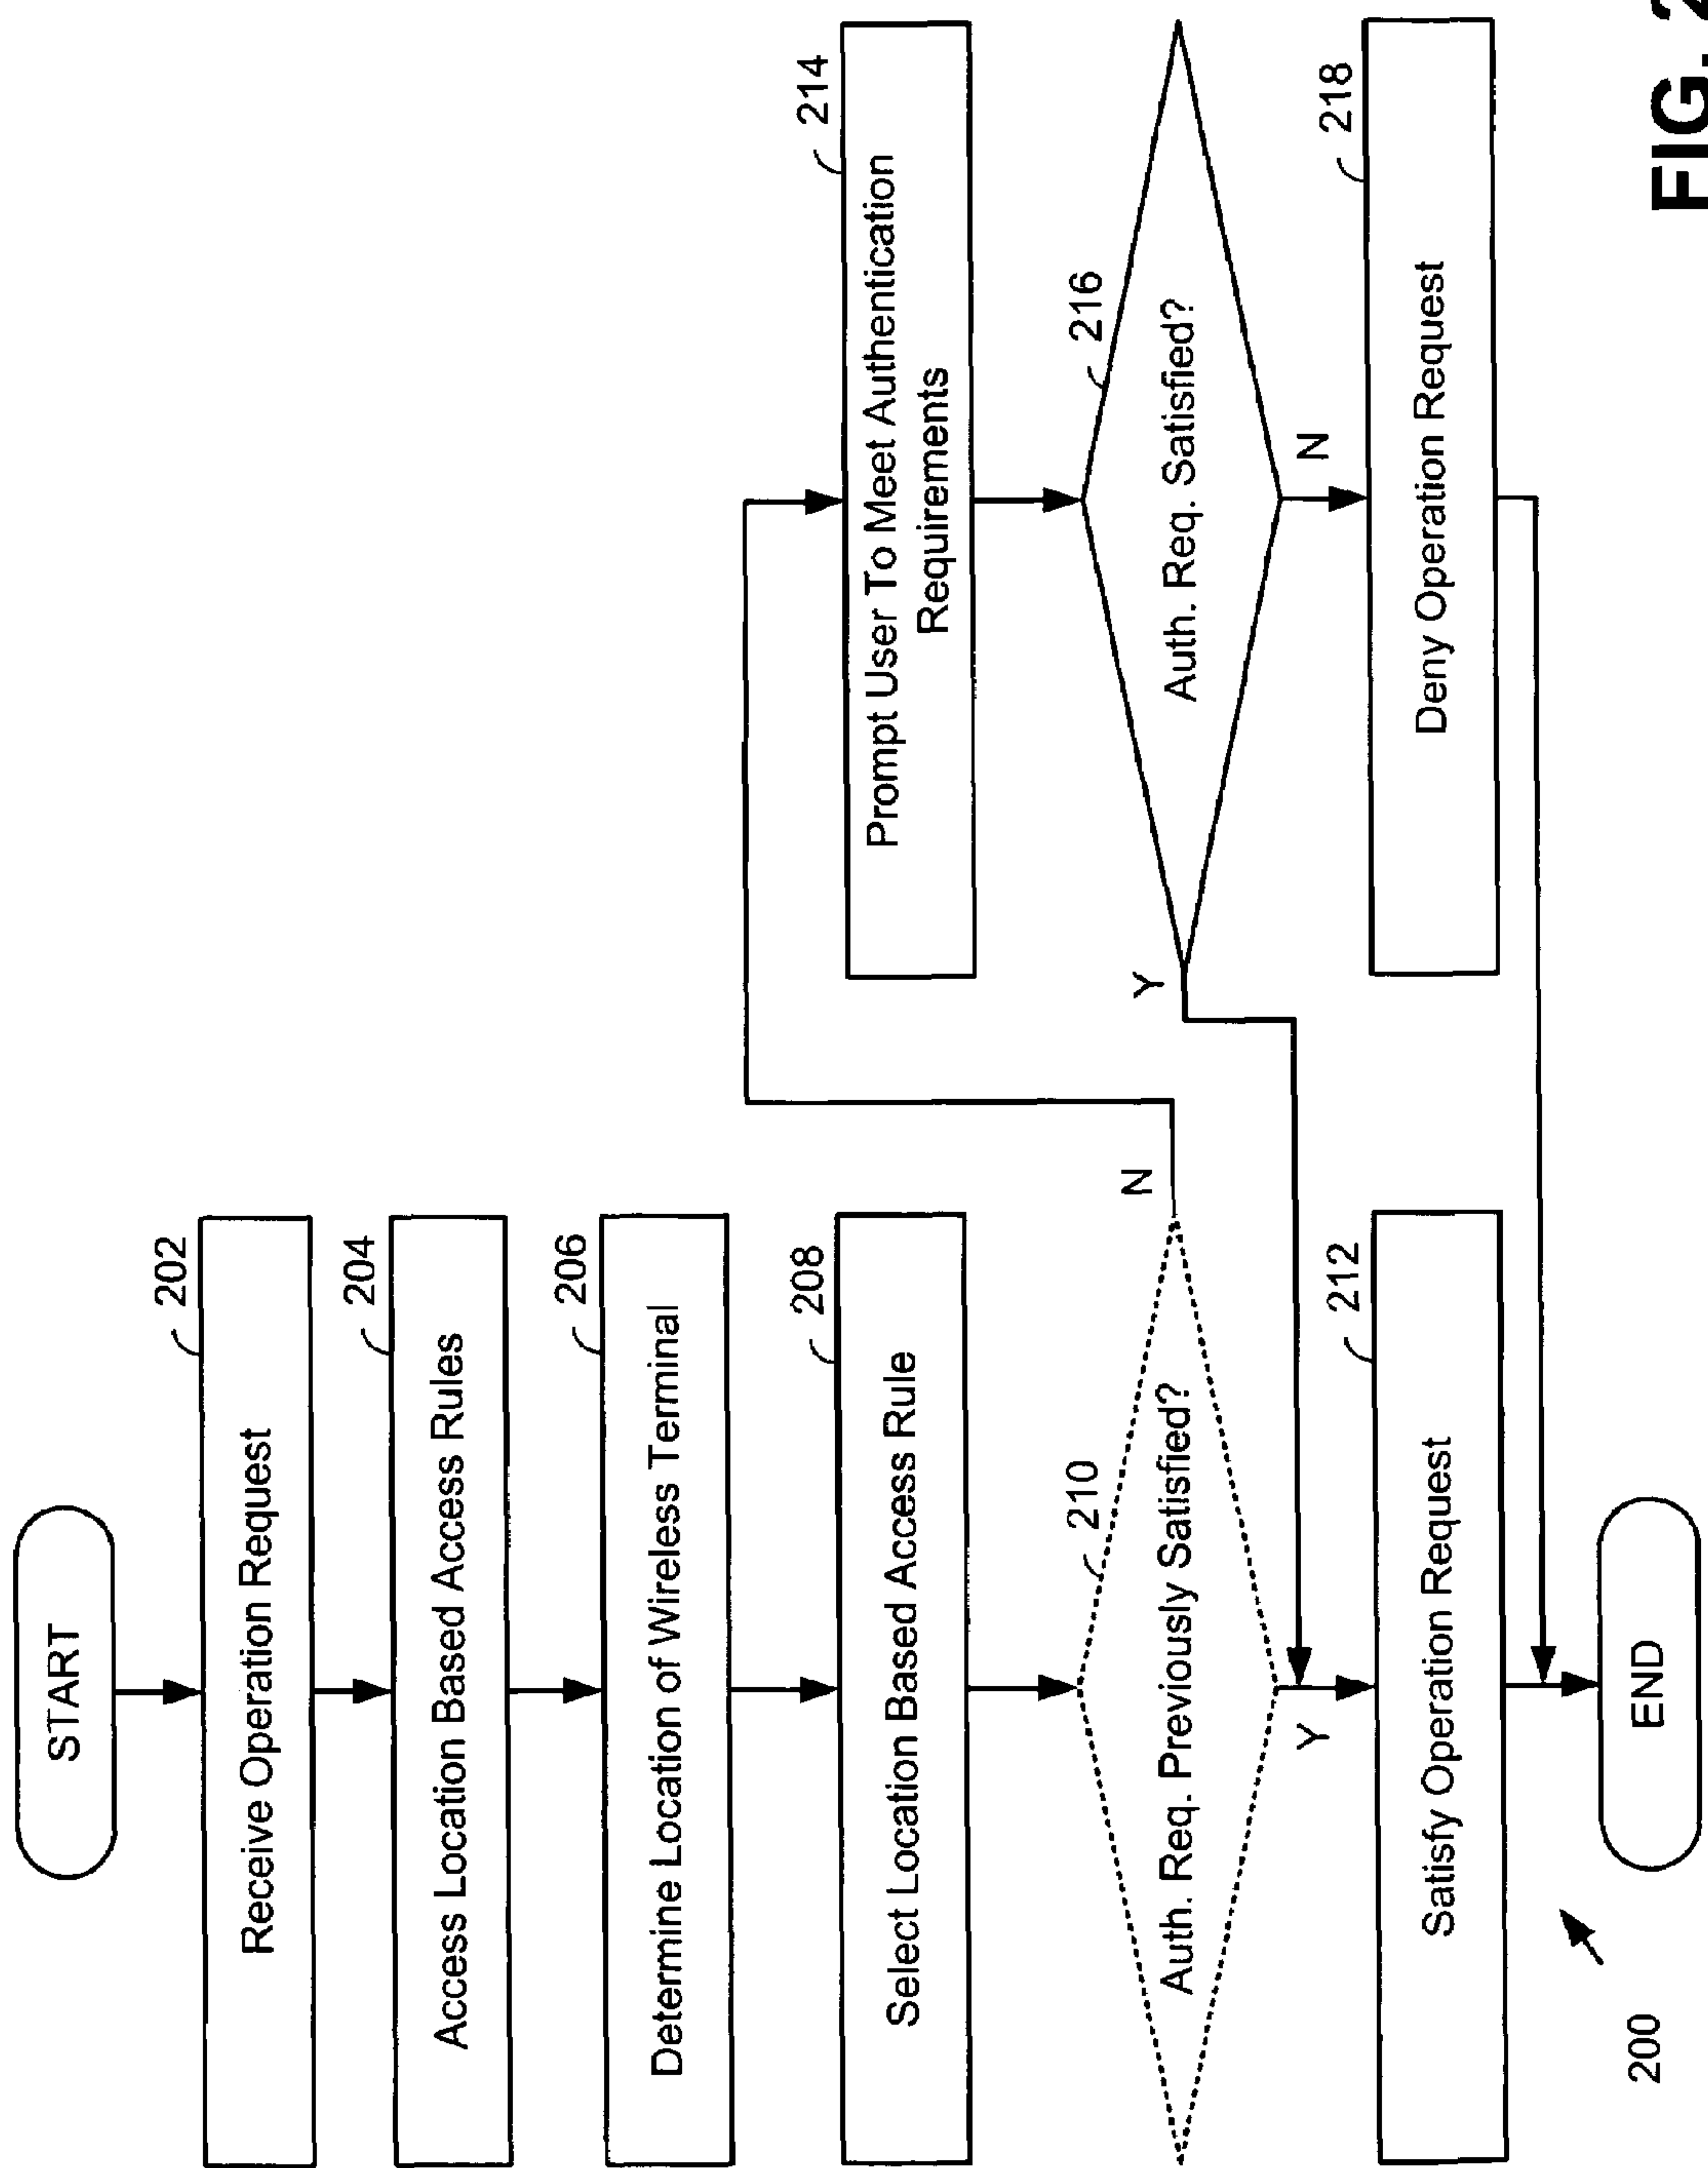 START
202
Receive Operation Request
204
Access Location Based Access Rules
206
Determine Location of Wireless Terminal
208
Select Location Based Access Rule
210
Auth. Req. Previously Satisfied?
N
Y
212
Satisfy Operation Request
END
200
214
Prompt User To Meet Authentication
Requirements
216
Auth. Req. Satisfied?
Y
N
218
Deny Operation Request
FIG. 2